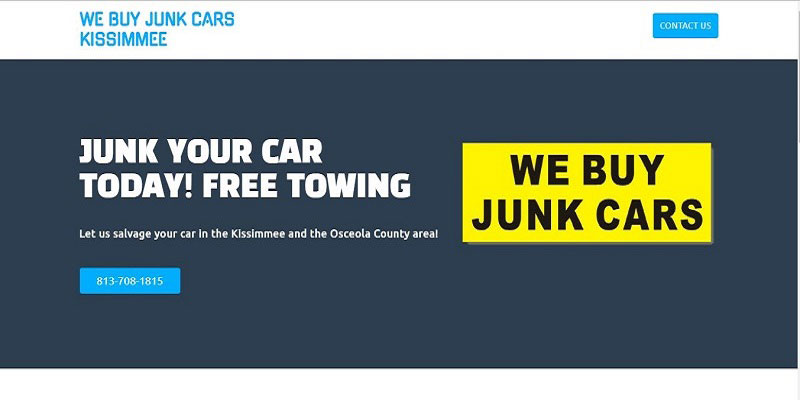 WE BUY JUNK CARS
KISSIMMEE
CONTACT US
JUNK YOUR CAR
TODAY! FREE TOWING
Let us salvage your car in the Kissimmee and the Osceola County area!
813-708-1815
WE BUY
JUNK CARS